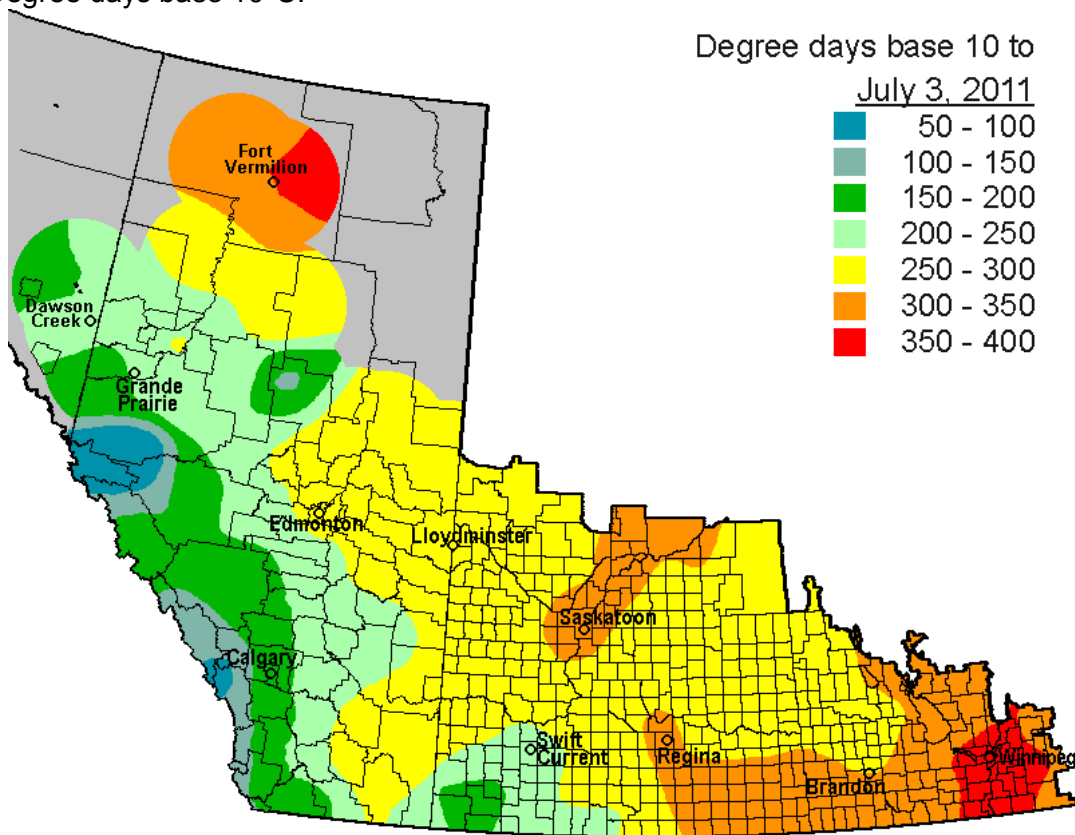 Degree days base 10 to
July 3, 2011
50 - 100
100 - 150
150 - 200
200 - 250
250 - 300
300 - 350
350 - 400
Fort
Vermilion
Dawson
Creek
Grande
Prairie
Edmonton
Lloydminster
Saskatoon
Calgary
Swift
Current
Regina
Brandon
Winnipeg